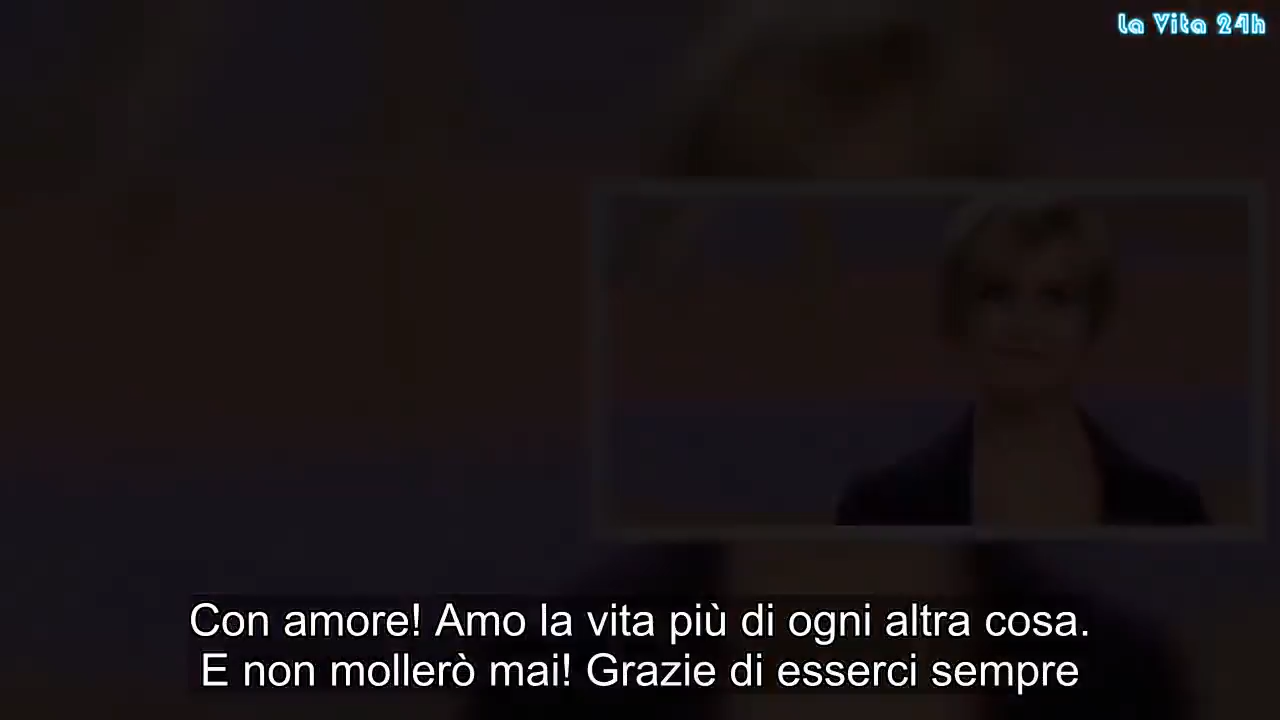 la Vita 24h
Con amore! Amo la vita più di ogni altra cosa.
E non mollerò mai! Grazie di esserci sempre